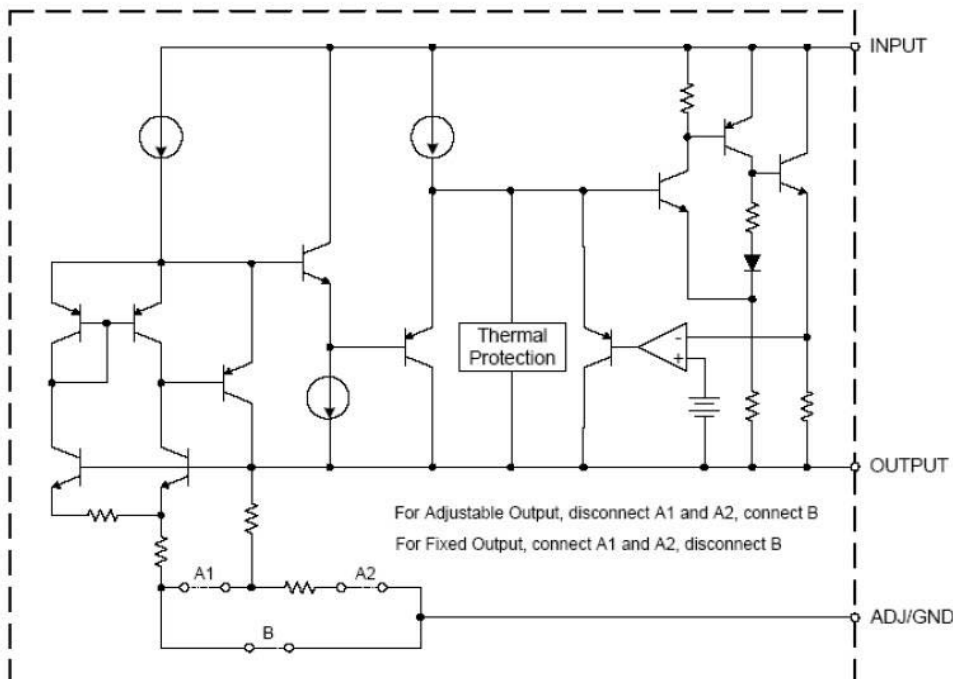 INPUT
Thermal
Protection
-
+
OUTPUT
For Adjustable Output, disconnect A1 and A2, connect B
For Fixed Output, connect A1 and A2, disconnect B
A1
A2
ADJ/GND
B